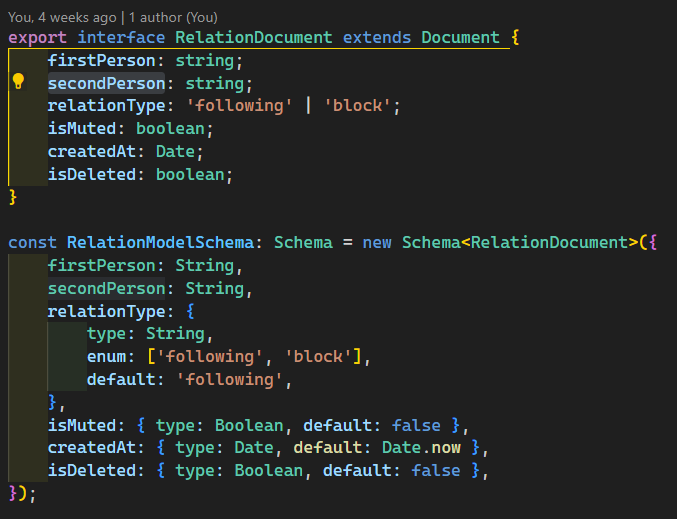 You, 4 weeks ago | 1 author (You)
export interface RelationDocument extends Document {
    firstPerson: string;
    secondPerson: string;
    relationType: 'following' | 'block';
    isMuted: boolean;
    createdAt: Date;
    isDeleted: boolean;
}
const RelationModelSchema: Schema = new Schema<RelationDocument>({
    firstPerson: String,
    secondPerson: String,
    relationType: {
        type: String,
        enum: ['following', 'block'],
        default: 'following',
    },
    isMuted: { type: Boolean, default: false },
    createdAt: { type: Date, default: Date.now },
    isDeleted: { type: Boolean, default: false },
});